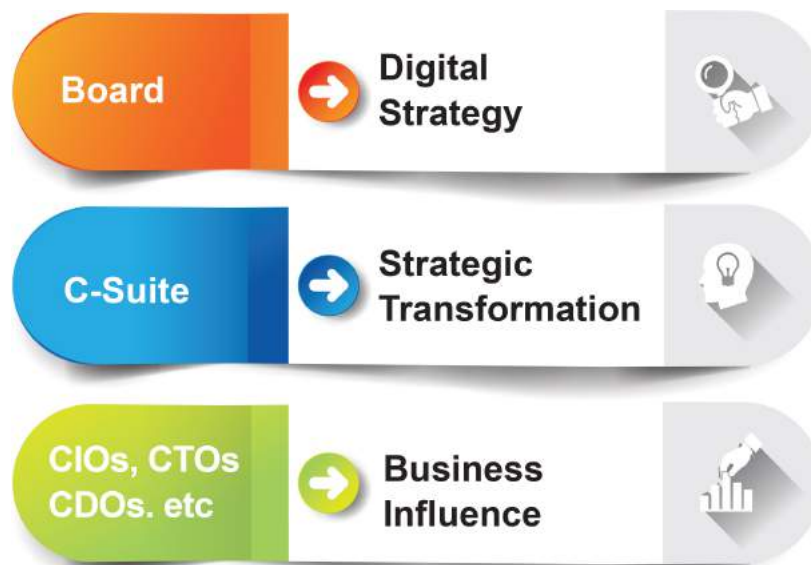 Board
Digital
Strategy
C-Suite
Strategic
Transformation
CIOs, CTOs
CDOs. etc
Business
Influence